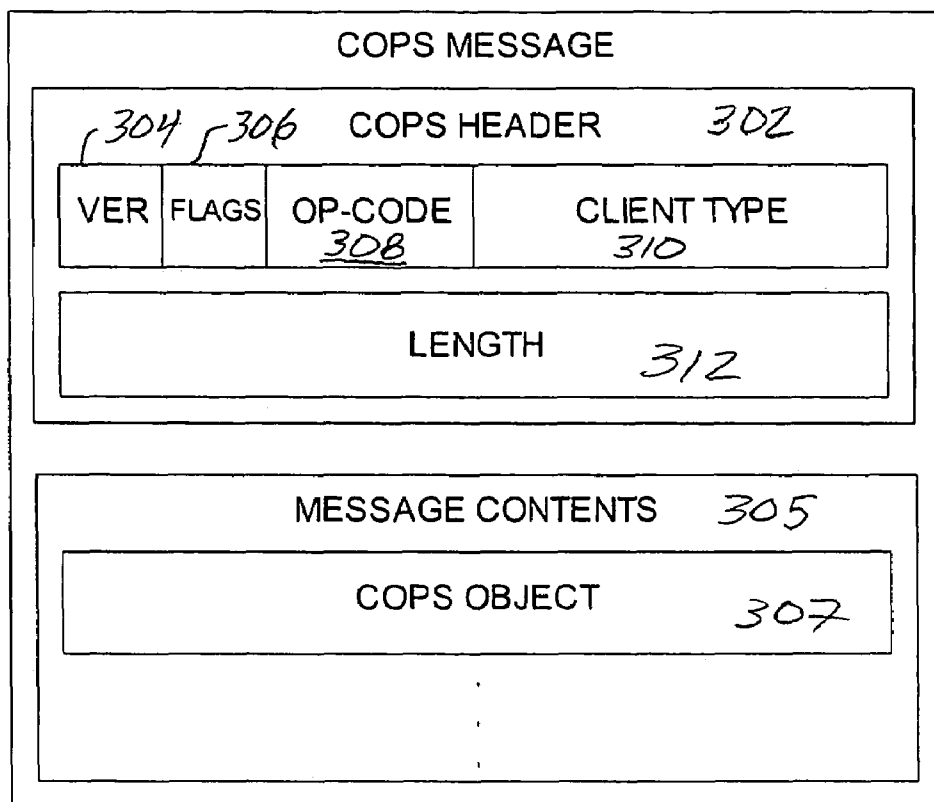 COPS MESSAGE
304 306 COPS HEADER 302
VER FLAGS OP-CODE CLIENT TYPE
308 310
LENGTH 312
MESSAGE CONTENTS 305
COPS OBJECT 307